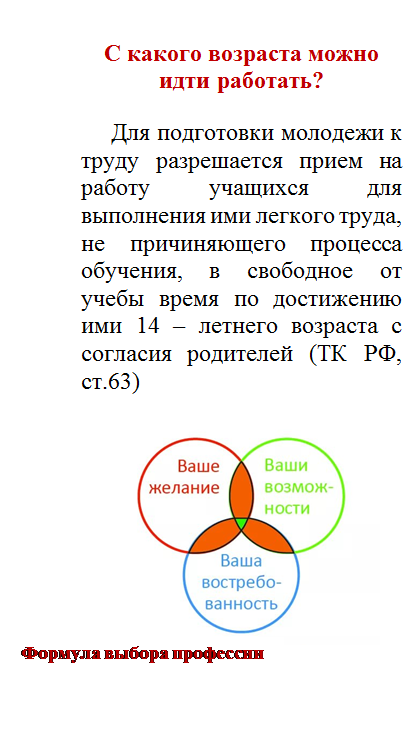 С какого возраста можно
идти работать?
Для подготовки молодежи к
труду разрешается прием на
работу учащихся для
выполнения ими легкого труда,
не причиняющего процесса
обучения, в свободное от
учебы время по достижению
ими 14 – летнего возраста с
согласия родителей (ТК РФ,
ст.63)
Ваше
желание
Ваши
возмож-
ности
Ваша
востребо-
ванность
Формула выбора профессии